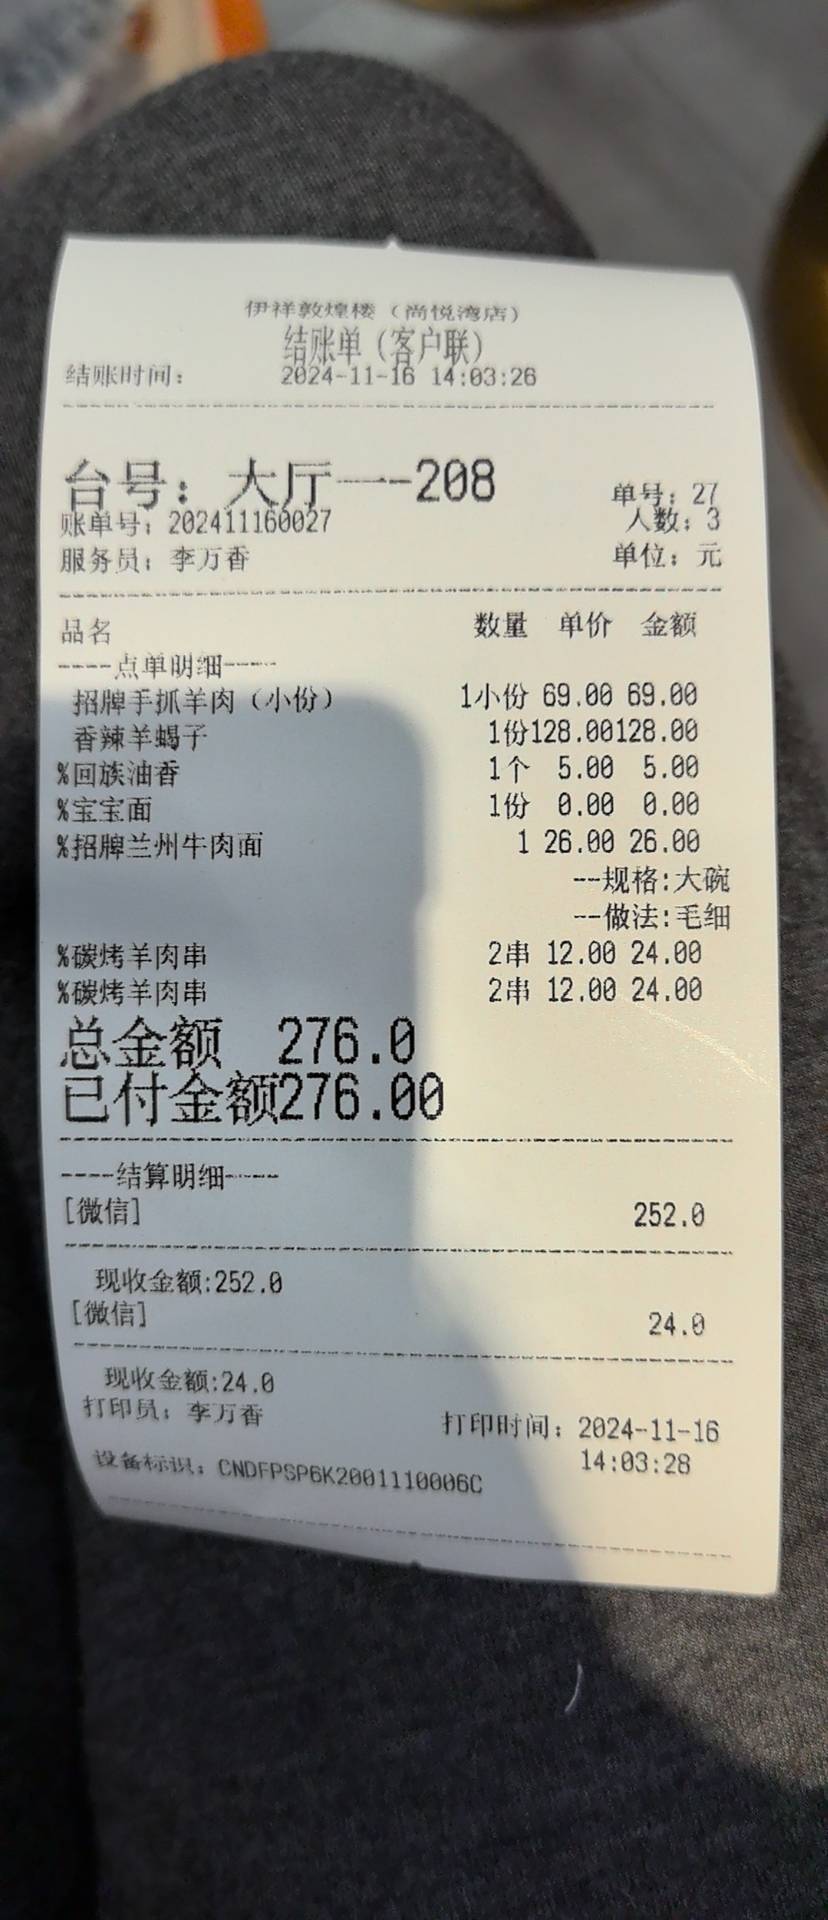 伊祥敦煌楼（尚悦湾店）
结账单（客户联）
结账时间： 2024-11-16 14:03:26
台号：大厅一--208 单号：27
账单号：202411160027 人数：3
服务员：李万香 单位：元
品名 数量 单价 金额
----点单明细----
招牌手抓羊肉（小份） 1小份 69.00 69.00
香辣羊蝎子 1份128.00128.00
%回族油香 1个 5.00 5.00
%宝宝面 1份 0.00 0.00
%招牌兰州牛肉面 1 26.00 26.00
--规格:大碗
--做法:毛细
%碳烤羊肉串 2串 12.00 24.00
%碳烤羊肉串 2串 12.00 24.00
总金额 276.0
已付金额276.00
----结算明细----
[微信] 252.0
现收金额:252.0
[微信] 24.0
现收金额:24.0
打印员：李万香 打印时间：2024-11-16
14:03:28
设备标识：CNDFPSP6K2001110006C